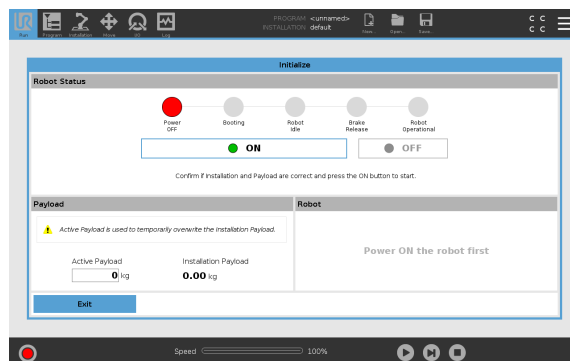 UR
PROGRAM <unnamed>
INSTALLATION default
C C
C C
Run
Program
Installation
Move
I/O
Log
New...
Open...
Save...
Initialize
Robot Status
Power OFF
Booting
Robot Idle
Brake Release
Robot Operational
ON
OFF
Confirm if Installation and Payload are correct and press the ON button to start.
Payload
Robot
Active Payload is used to temporarily overwrite the Installation Payload.
Active Payload
Installation Payload
0 kg
0.00 kg
Power ON the robot first
Exit
Speed
100%